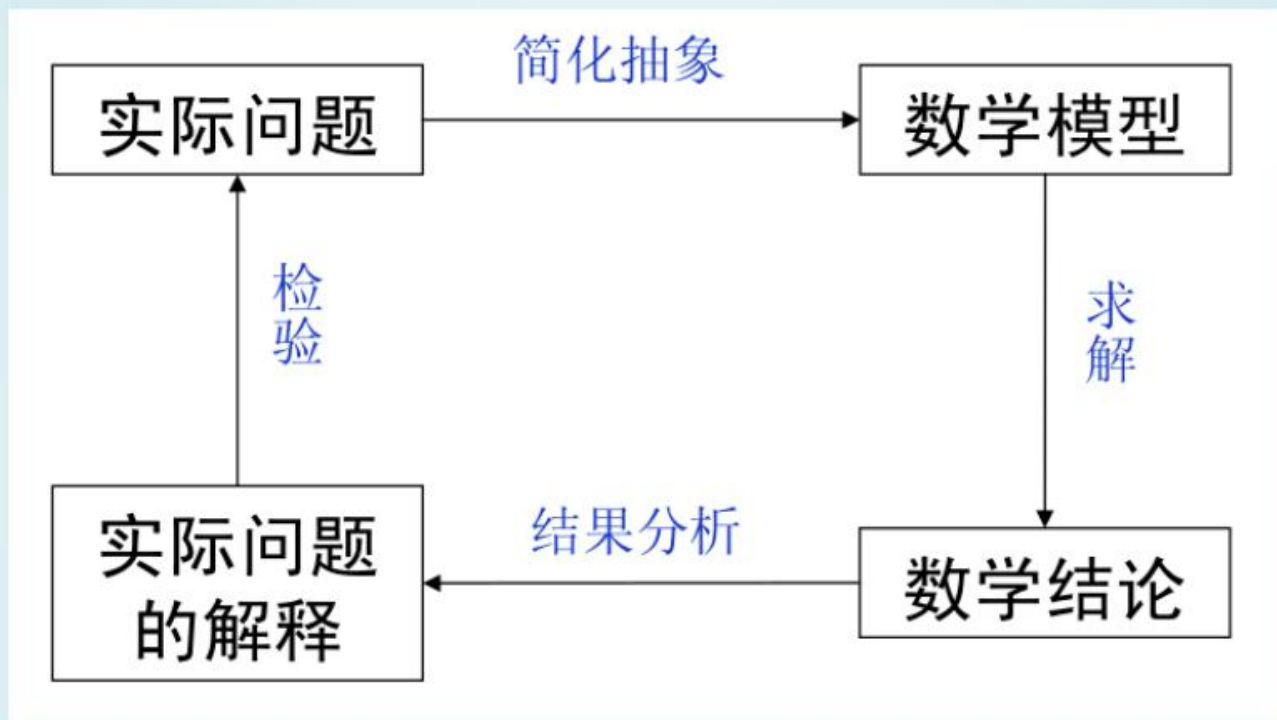 简化抽象
实际问题
数学模型
检
验
求
解
实际问题
的解释
结果分析
数学结论